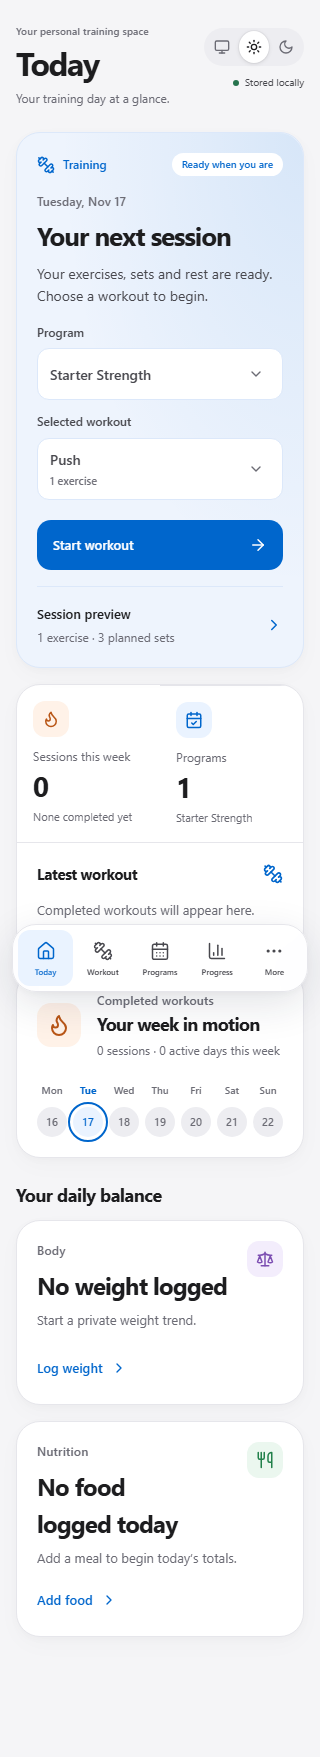 Your personal training space
Today
Your training day at a glance.
Stored locally
Training
Ready when you are
Tuesday, Nov 17
Your next session
Your exercises, sets and rest are ready.
Choose a workout to begin.
Program
Starter Strength
Selected workout
Push
1 exercise
Start workout
Session preview
1 exercise · 3 planned sets
Sessions this week
0
None completed yet
Programs
1
Starter Strength
Latest workout
Completed workouts will appear here.
Today
Workout
Programs
Progress
More
Completed workouts
Your week in motion
0 sessions · 0 active days this week
Mon Tue Wed Thu Fri Sat Sun
16 17 18 19 20 21 22
Your daily balance
Body
No weight logged
Start a private weight trend.
Log weight
Nutrition
No food
logged today
Add a meal to begin today's totals.
Add food